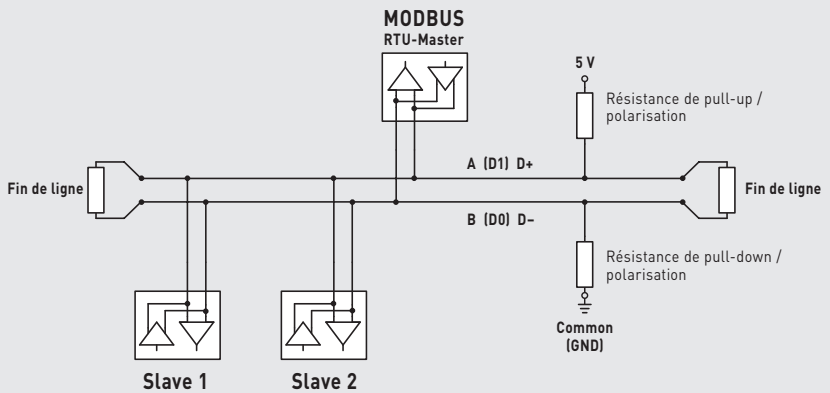 MODBUS
RTU-Master
5 V
Résistance de pull-up /
polarisation
A (D1) D+
Fin de ligne
Fin de ligne
B (D0) D–
Résistance de pull-down /
polarisation
Common
(GND)
Slave 1
Slave 2